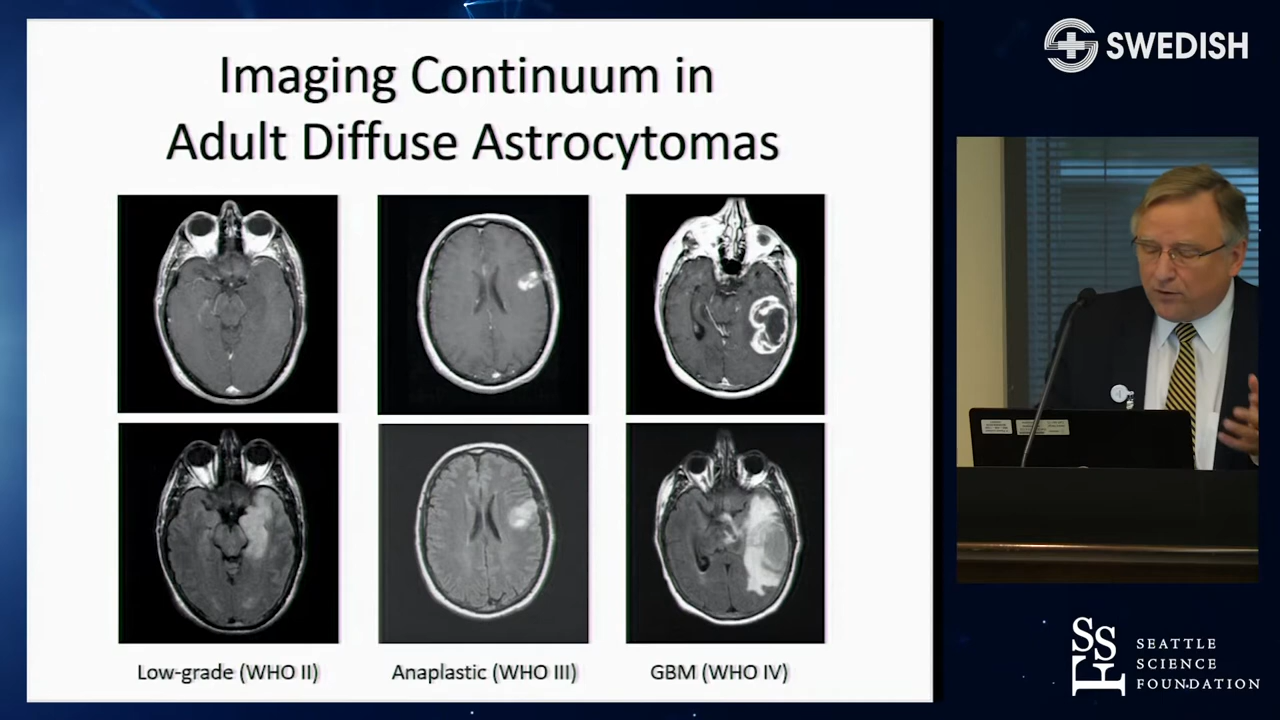 Imaging Continuum in
Adult Diffuse Astrocytomas
Low-grade (WHO II)
Anaplastic (WHO III)
GBM (WHO IV)
SWEDISH
SSF
SEATTLE
SCIENCE
FOUNDATION